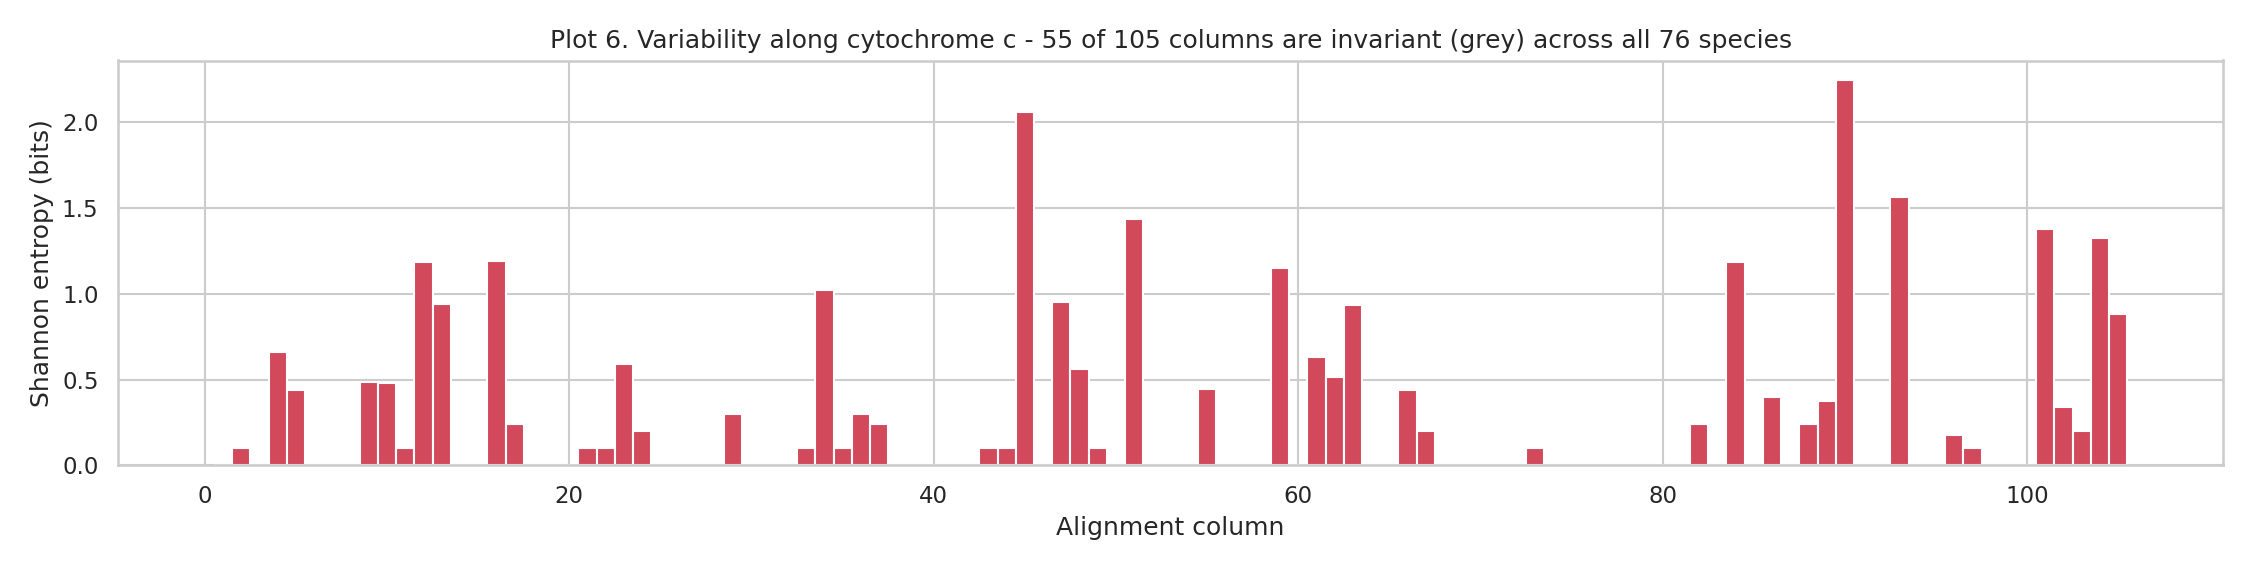 Plot 6. Variability along cytochrome c - 55 of 105 columns are invariant (grey) across all 76 species
Shannon entropy (bits)
2.0
1.5
1.0
0.5
0.0
0 20 40 60 80 100
Alignment column